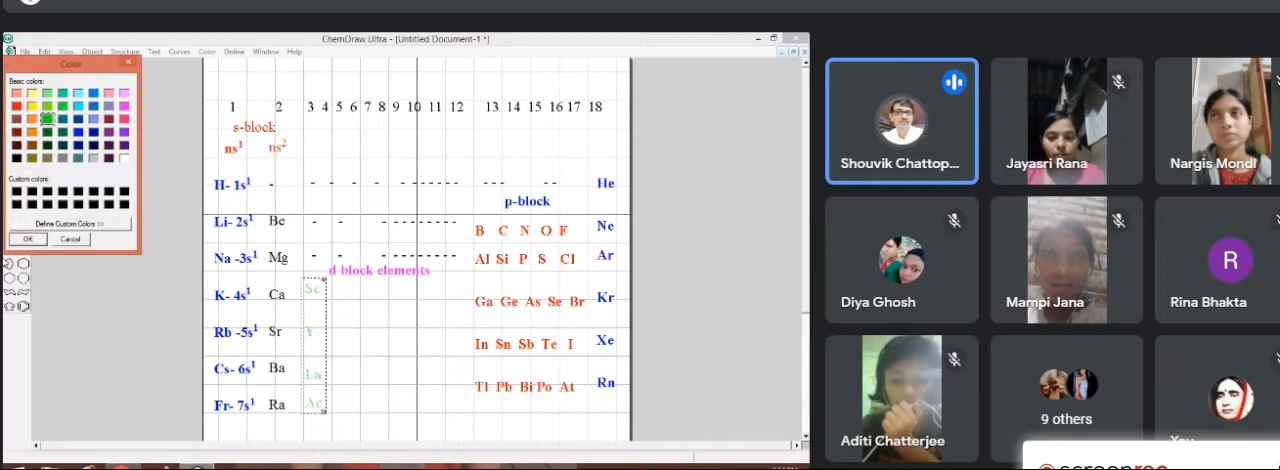 ChemDraw Ultra - [Untitled Document-1 *]
File Edit View Object Structure Text Curves Color Online Window Help
Color
Basic colors:
Custom colors:
Define Custom Colors >>
OK Cancel
1 2 3 4 5 6 7 8 9 10 11 12 13 14 15 16 17 18
s-block
ns¹ ns²
H- 1s¹ - - - - - - - - - - - - - - - - He
p-block
Li- 2s¹ Be - - - - - - - - - - B C N O F Ne
Na -3s¹ Mg - - - - - - - - - - Al Si P S Cl Ar
d block elements
K- 4s¹ Ca Sc Ga Ge As Se Br Kr
Rb -5s¹ Sr Y In Sn Sb Te I Xe
Cs- 6s¹ Ba La Tl Pb Bi Po At Rn
Fr- 7s¹ Ra Ac
Shouvik Chattop...
Jayasri Rana
Nargis Mondl
Diya Ghosh
Mampi Jana
R
Rina Bhakta
Aditi Chatterjee
9 others
You
screenrec